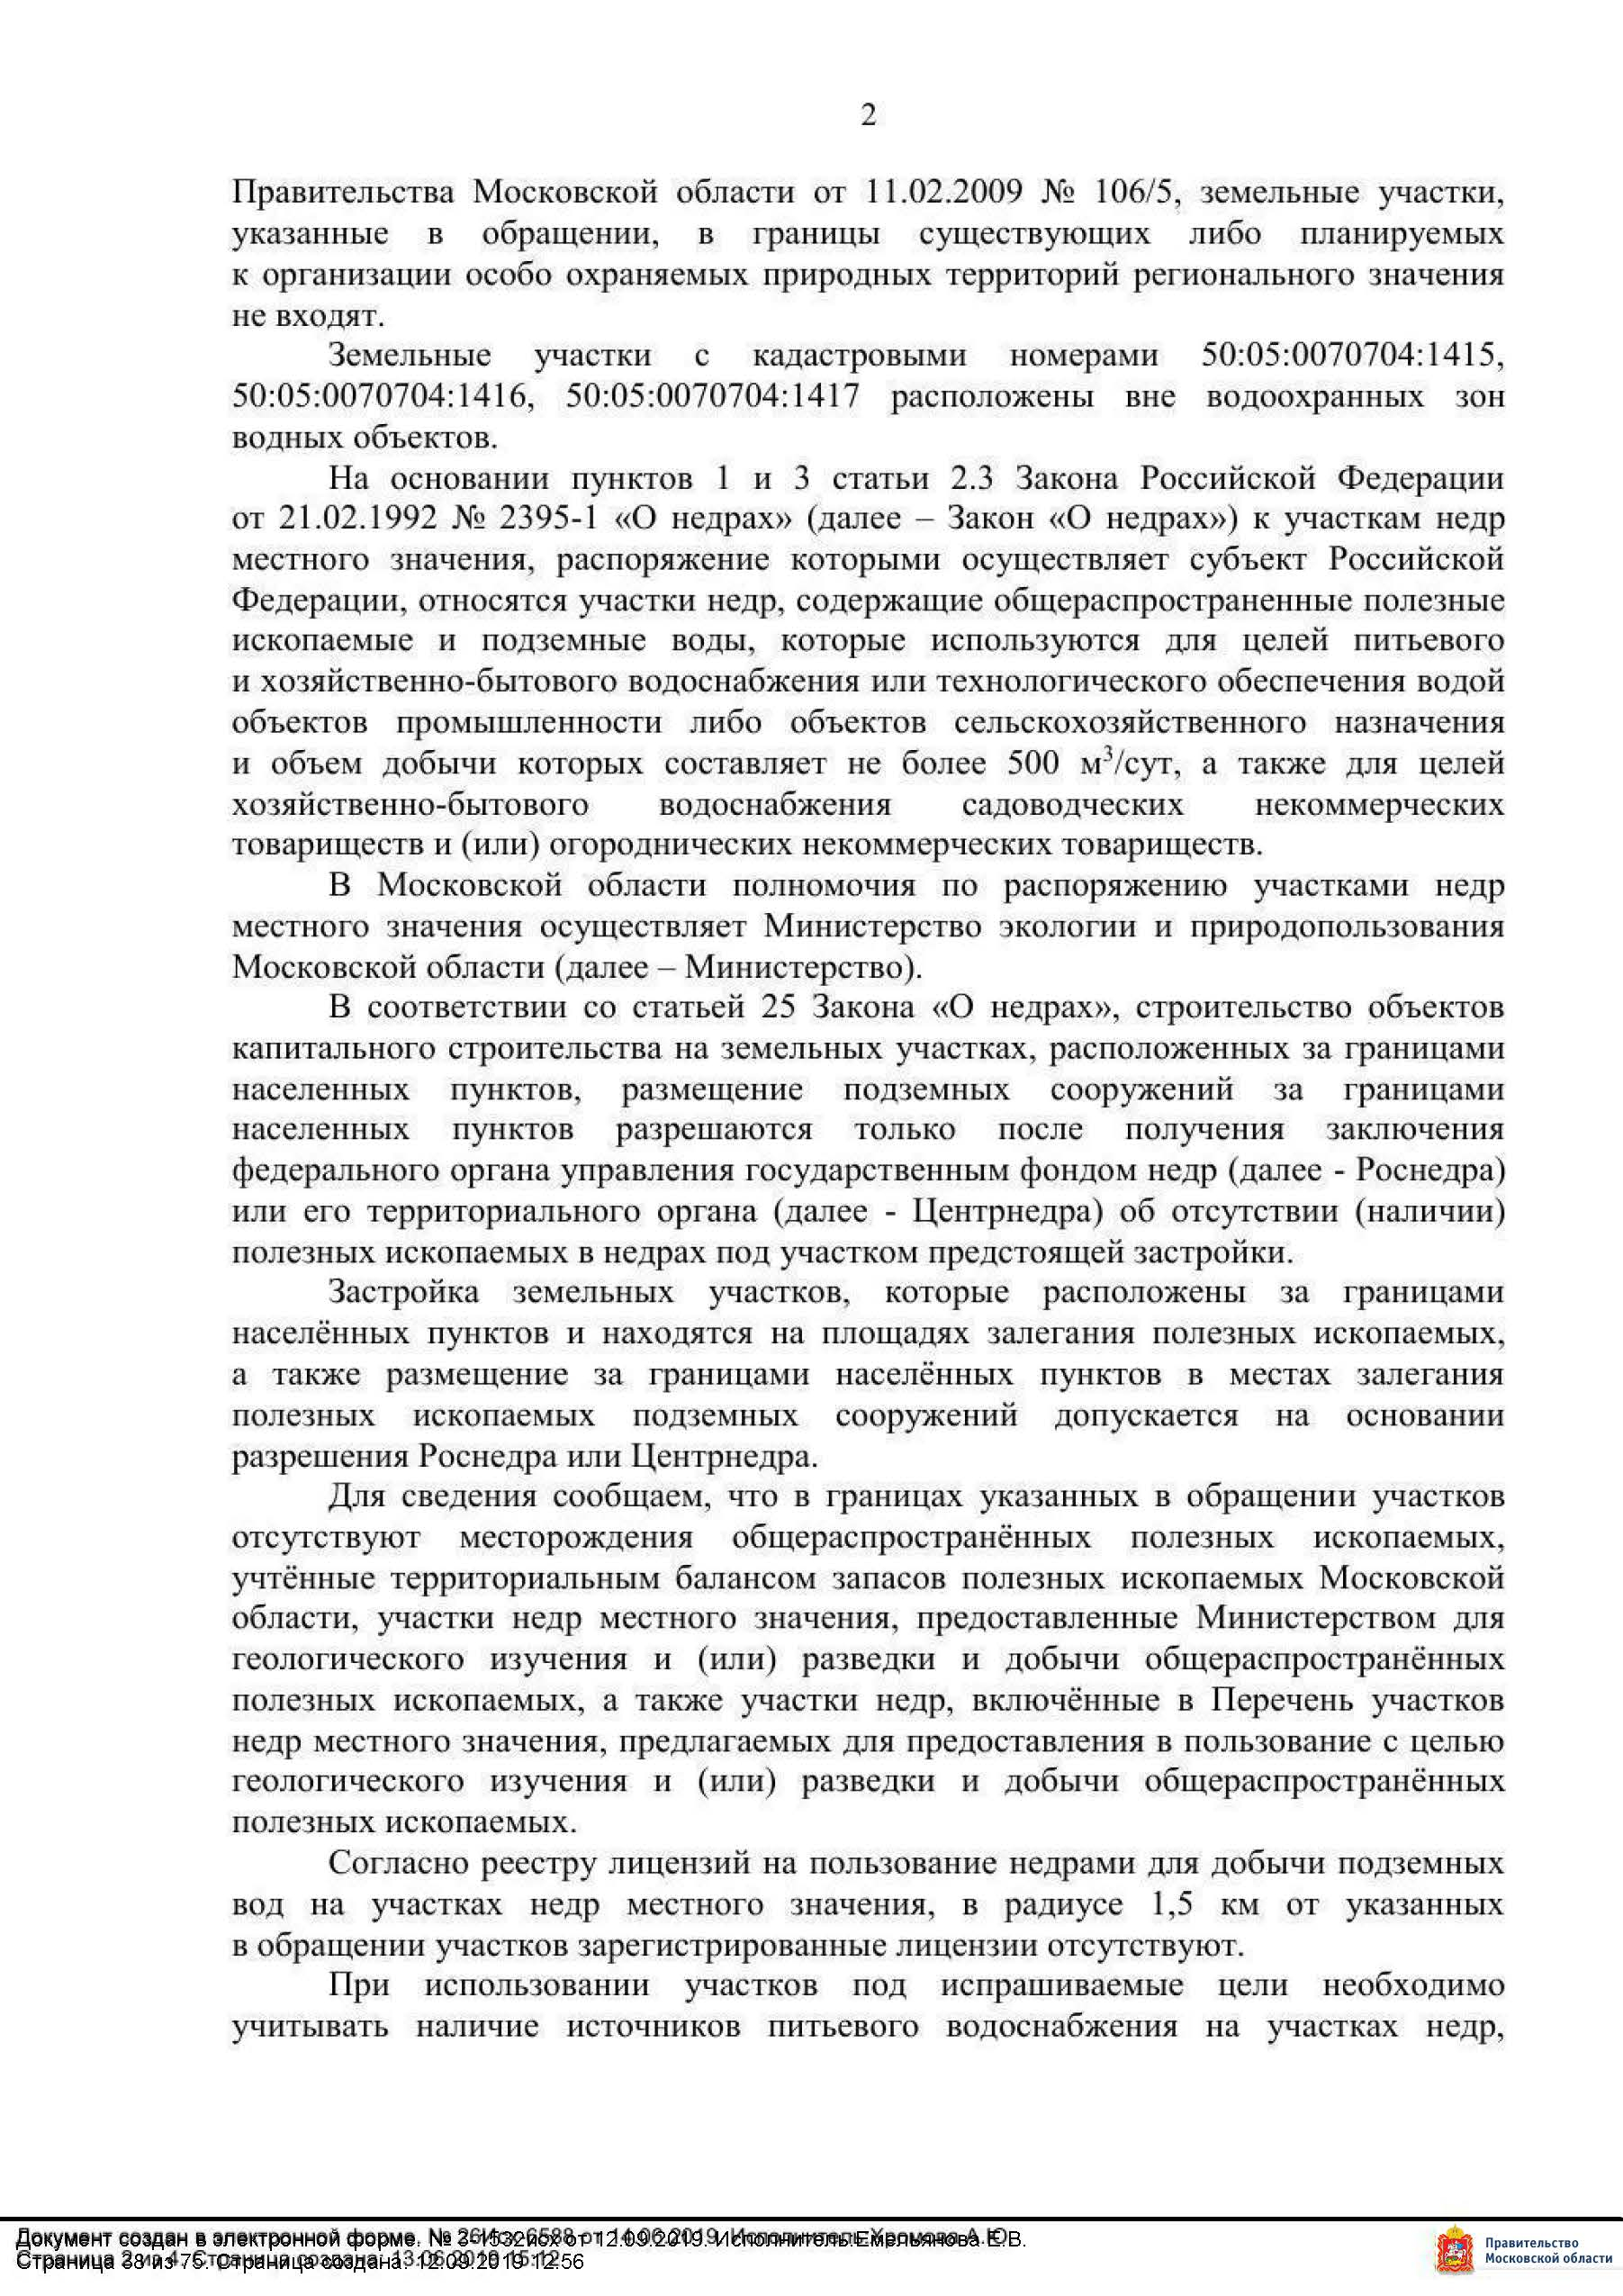 2
Правительства Московской области от 11.02.2009 № 106/5, земельные участки,
указанные в обращении, в границы существующих либо планируемых
к организации особо охраняемых природных территорий регионального значения
не входят.
Земельные участки с кадастровыми номерами 50:05:0070704:1415,
50:05:0070704:1416, 50:05:0070704:1417 расположены вне водоохранных зон
водных объектов.
На основании пунктов 1 и 3 статьи 2.3 Закона Российской Федерации
от 21.02.1992 № 2395-1 «О недрах» (далее – Закон «О недрах») к участкам недр
местного значения, распоряжение которыми осуществляет субъект Российской
Федерации, относятся участки недр, содержащие общераспространенные полезные
ископаемые и подземные воды, которые используются для целей питьевого
и хозяйственно-бытового водоснабжения или технологического обеспечения водой
объектов промышленности либо объектов сельскохозяйственного назначения
и объем добычи которых составляет не более 500 м³/сут, а также для целей
хозяйственно-бытового водоснабжения садоводческих некоммерческих
товариществ и (или) огороднических некоммерческих товариществ.
В Московской области полномочия по распоряжению участками недр
местного значения осуществляет Министерство экологии и природопользования
Московской области (далее – Министерство).
В соответствии со статьей 25 Закона «О недрах», строительство объектов
капитального строительства на земельных участках, расположенных за границами
населенных пунктов, размещение подземных сооружений за границами
населенных пунктов разрешаются только после получения заключения
федерального органа управления государственным фондом недр (далее - Роснедра)
или его территориального органа (далее - Центрнедра) об отсутствии (наличии)
полезных ископаемых в недрах под участком предстоящей застройки.
Застройка земельных участков, которые расположены за границами
населённых пунктов и находятся на площадях залегания полезных ископаемых,
а также размещение за границами населённых пунктов в местах залегания
полезных ископаемых подземных сооружений допускается на основании
разрешения Роснедра или Центрнедра.
Для сведения сообщаем, что в границах указанных в обращении участков
отсутствуют месторождения общераспространённых полезных ископаемых,
учтённые территориальным балансом запасов полезных ископаемых Московской
области, участки недр местного значения, предоставленные Министерством для
геологического изучения и (или) разведки и добычи общераспространённых
полезных ископаемых, а также участки недр, включённые в Перечень участков
недр местного значения, предлагаемых для предоставления в пользование с целью
геологического изучения и (или) разведки и добычи общераспространённых
полезных ископаемых.
Согласно реестру лицензий на пользование недрами для добычи подземных
вод на участках недр местного значения, в радиусе 1,5 км от указанных
в обращении участков зарегистрированные лицензии отсутствуют.
При использовании участков под испрашиваемые цели необходимо
учитывать наличие источников питьевого водоснабжения на участках недр,
Документ создан в электронной форме. № 3-1532исх от 12.09.2019. Исполнитель:Емельянова Е.В.
Страница 38 из 75. Страница создана: 12.09.2019 12:56
Правительство
Московской области